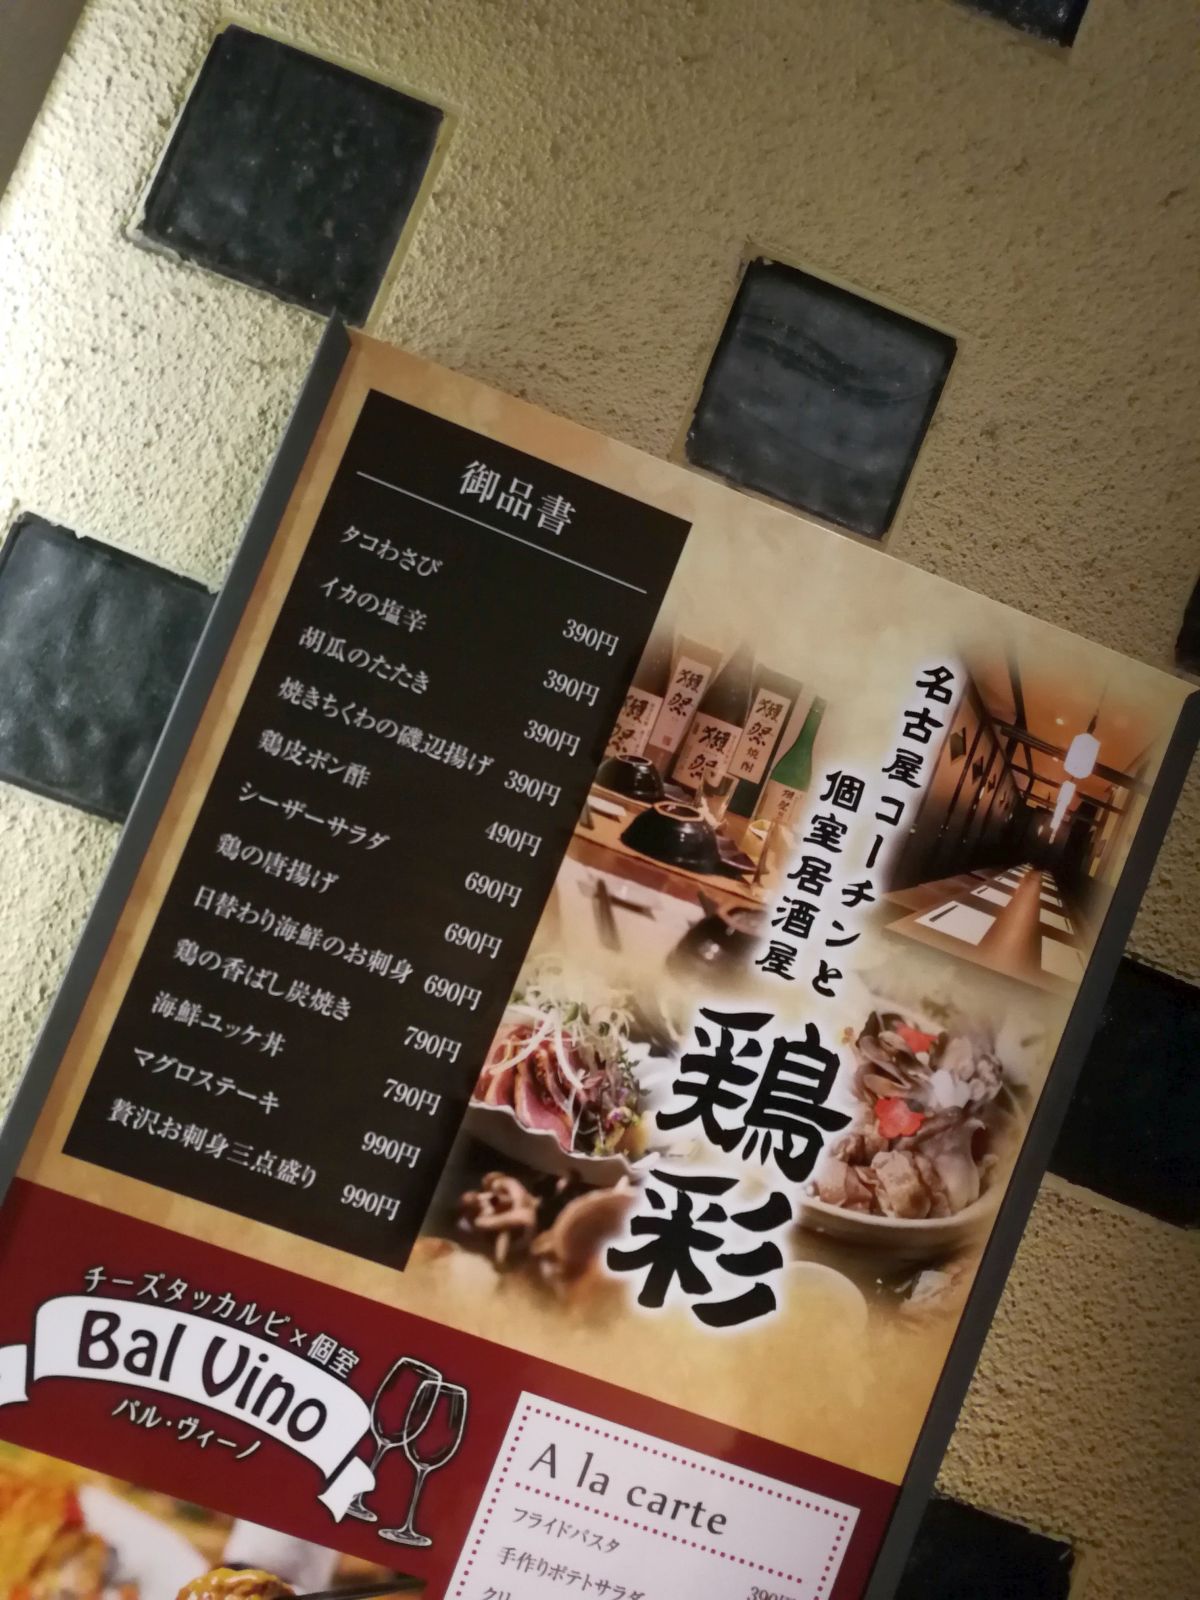 御品書
タコわさび 390円
イカの塩辛 390円
胡瓜のたたき 390円
焼きちくわの磯辺揚げ 390円
鶏皮ポン酢 490円
シーザーサラダ 690円
鶏の唐揚げ 690円
日替わり海鮮のお刺身 690円
鶏の香ばし炭焼き 790円
海鮮ユッケ丼 790円
マグロステーキ 990円
贅沢お刺身三点盛り 990円
名古屋コーチンと
個室居酒屋
鶏彩
獺祭
獺祭
獺祭
獺祭
焼酎
チーズタッカルビ×個室
Bal Vino
バル・ヴィーノ
A la carte
フライドパスタ
手作りポテトサラダ 390円
クリ